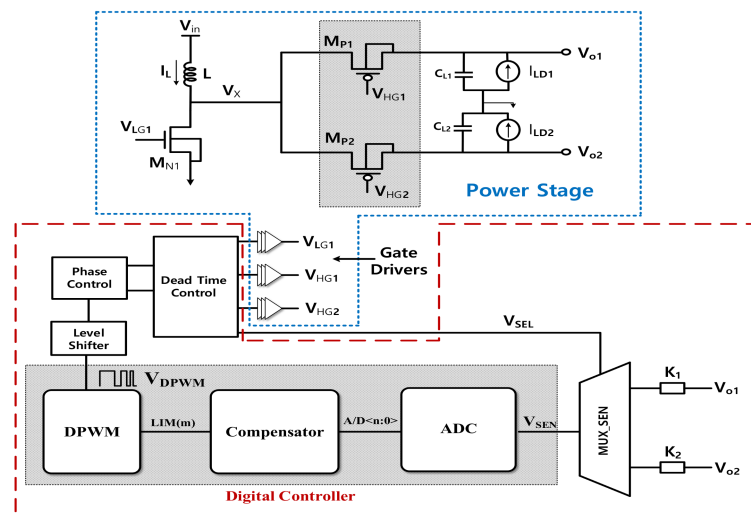 Vin
IL
L
VX
VLG1
MN1
MP1
VHG1
MP2
VHG2
CL1
ILD1
CL2
ILD2
Vo1
Vo2
Power Stage
Phase Control
Dead Time Control
Level Shifter
VLG1
VHG1
VHG2
Gate Drivers
VSEL
VDPWM
DPWM
LIM(m)
Compensator
A/D<n:0>
ADC
VSEN
MUX_SEN
K1
Vo1
K2
Vo2
Digital Controller